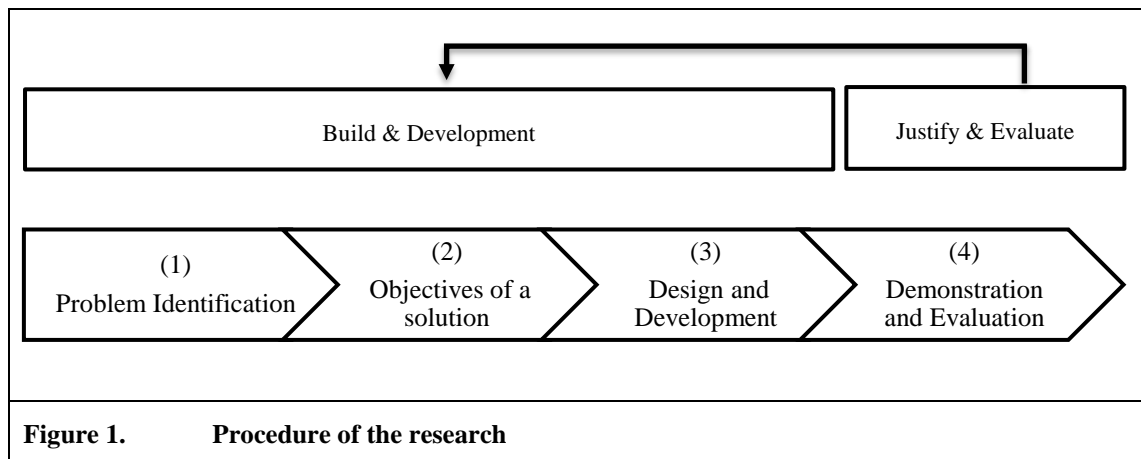 Build & Development
Justify & Evaluate
(1)
Problem Identification
(2)
Objectives of a
solution
(3)
Design and
Development
(4)
Demonstration
and Evaluation
Figure 1. Procedure of the research